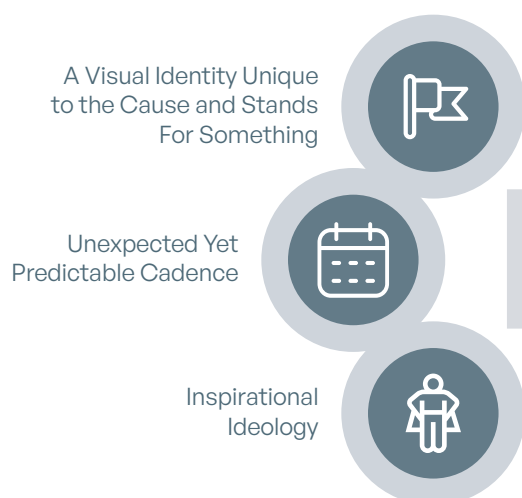 A Visual Identity Unique
to the Cause and Stands
For Something
Unexpected Yet
Predictable Cadence
Inspirational
Ideology